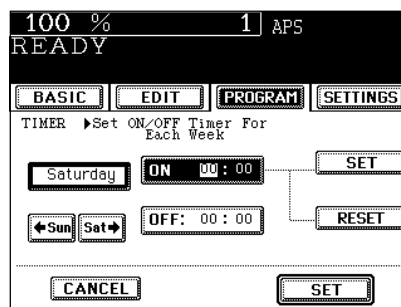 100 % 1 APS
READY
BASIC EDIT PROGRAM SETTINGS
TIMER ▶Set ON/OFF Timer For
Each Week
Saturday ON 00:00 SET
←Sun Sat→ OFF: 00:00 RESET
CANCEL SET